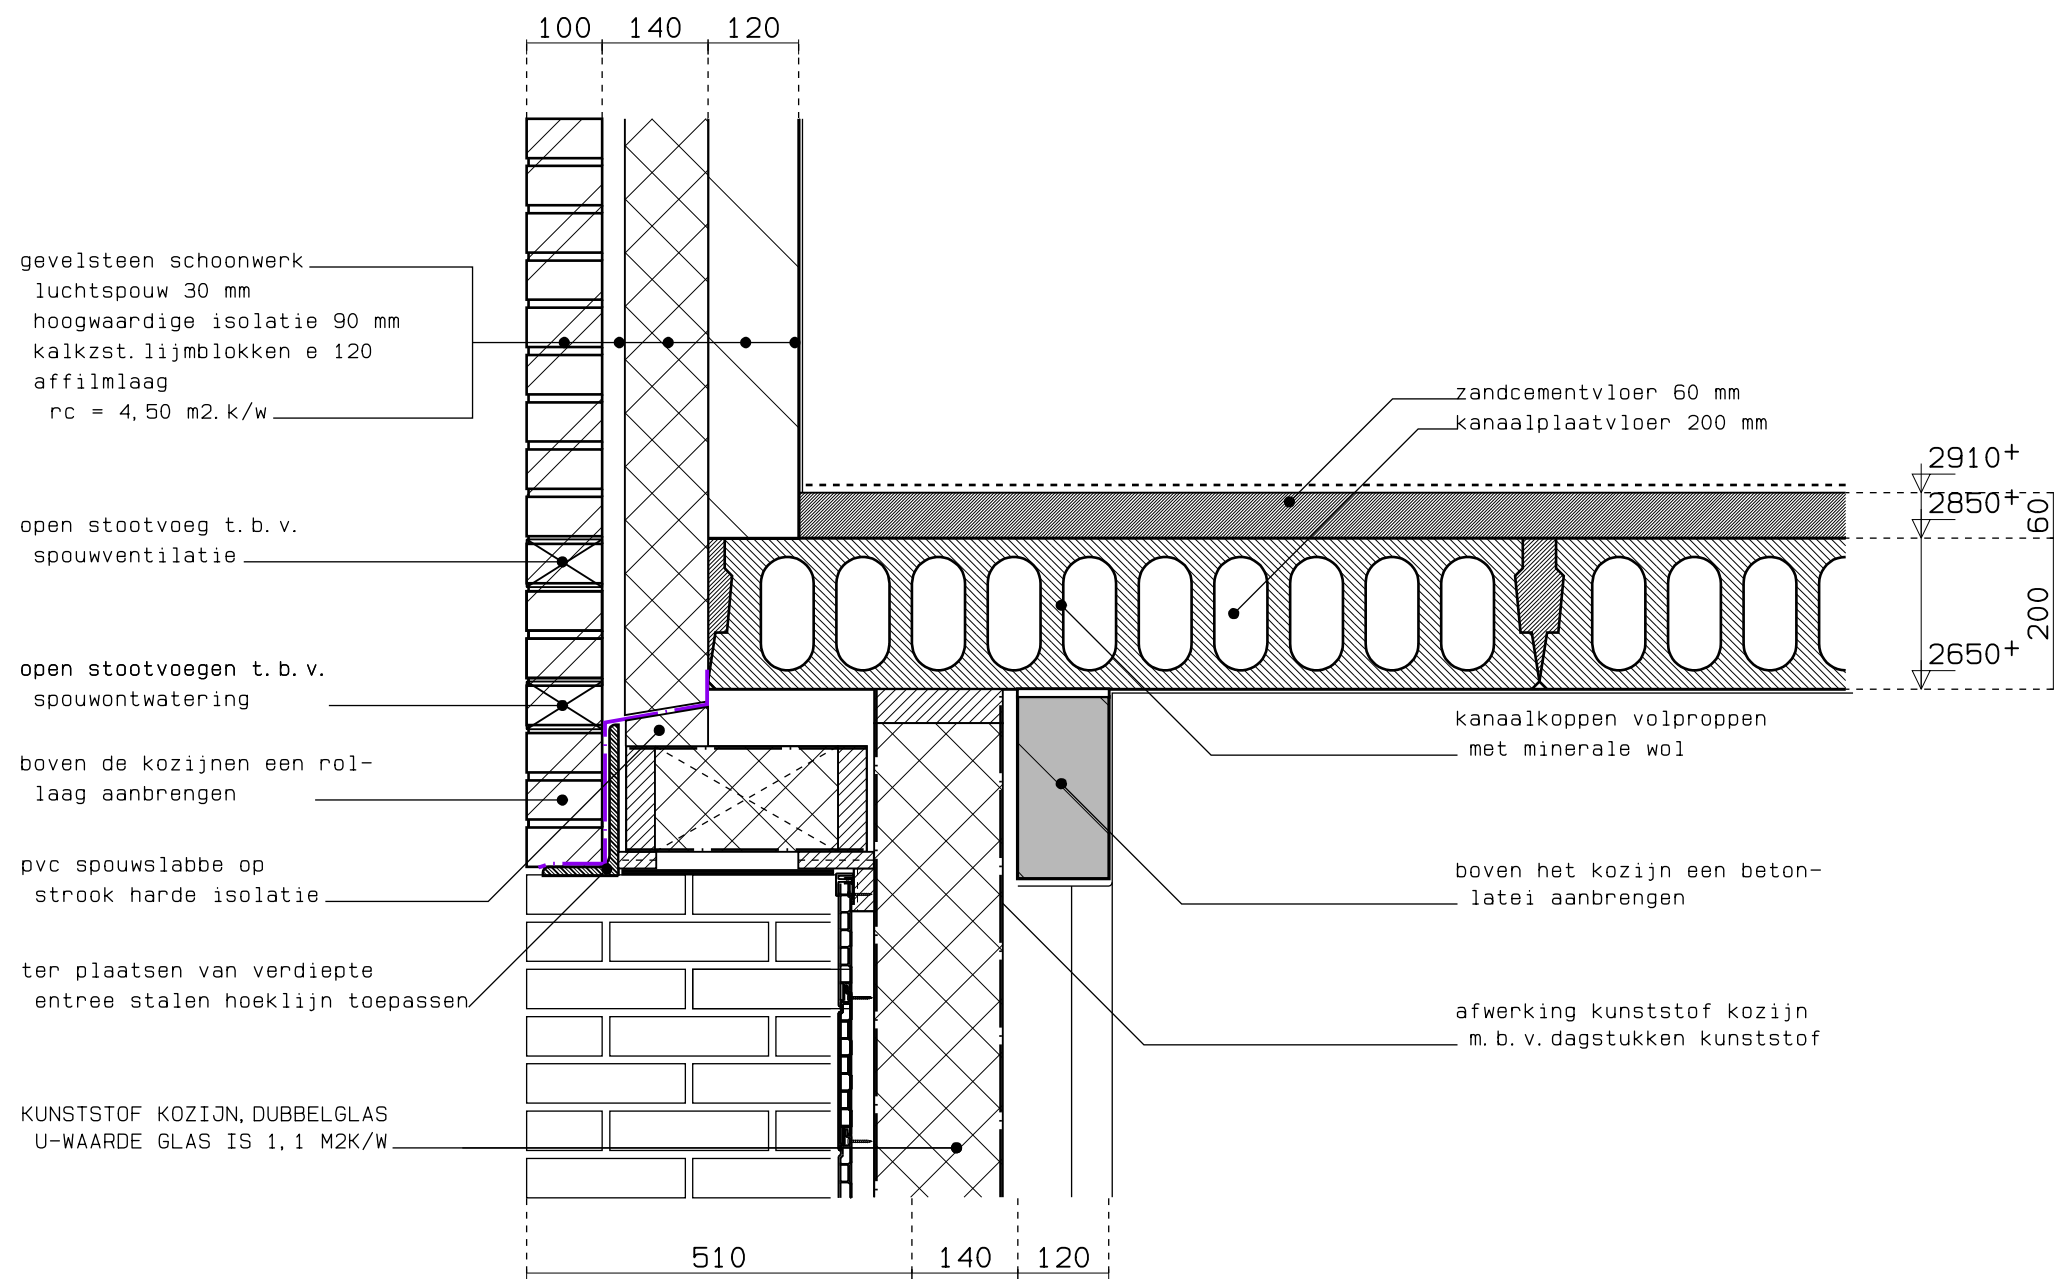 100 140 120
gevelsteen schoonwerk
luchtspouw 30 mm
hoogwaardige isolatie 90 mm
kalkzst. lijmblokken e 120
affilmlaag
rc = 4,50 m2.k/w
open stootvoeg t.b.v.
spouwventilatie
open stootvoegen t.b.v.
spouwontwatering
boven de kozijnen een rol-
laag aanbrengen
pvc spouwslabbe op
strook harde isolatie
ter plaatsen van verdiepte
entree stalen hoeklijn toepassen
KUNSTSTOF KOZIJN, DUBBELGLAS
U-WAARDE GLAS IS 1,1 M2K/W
zandcementvloer 60 mm
kanaalplaatvloer 200 mm
2910+
2850+
60
200
2650+
kanaalkoppen volproppen
met minerale wol
boven het kozijn een beton-
latei aanbrengen
afwerking kunststof kozijn
m.b.v. dagstukken kunststof
510 140 120